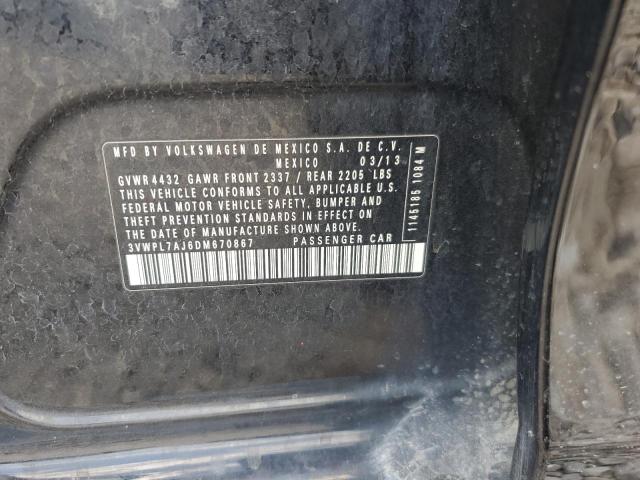 MFD BY VOLKSWAGEN DE MEXICO S.A. DE C.V.
MEXICO 03/13
GVWR 4432 GAWR FRONT 2337 / REAR 2205 LBS
THIS VEHICLE CONFORMS TO ALL APPLICABLE U.S.
FEDERAL MOTOR VEHICLE SAFETY, BUMPER AND
THEFT PREVENTION STANDARDS IN EFFECT ON
THE DATE OF MANUFACTURE SHOWN ABOVE.
3VWPL7AJ6DM670867 PASSENGER CAR
1145185 1084 M